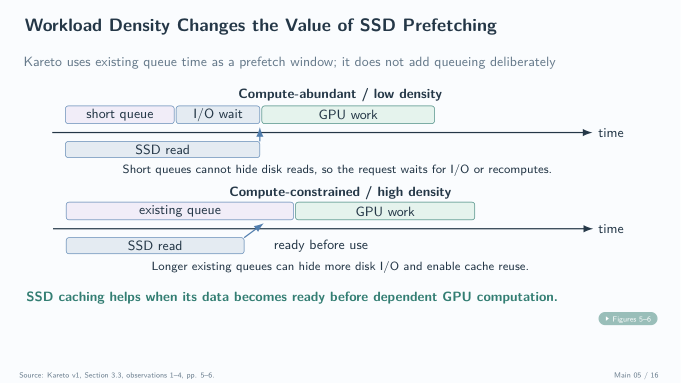 Workload Density Changes the Value of SSD Prefetching
Kareto uses existing queue time as a prefetch window; it does not add queueing deliberately
Compute-abundant / low density
short queue
I/O wait
GPU work
time
SSD read
Short queues cannot hide disk reads, so the request waits for I/O or recomputes.
Compute-constrained / high density
existing queue
GPU work
time
SSD read
ready before use
Longer existing queues can hide more disk I/O and enable cache reuse.
SSD caching helps when its data becomes ready before dependent GPU computation.
Figures 5–6
Source: Kareto v1, Section 3.3, observations 1–4, pp. 5–6.
Main 05 / 16